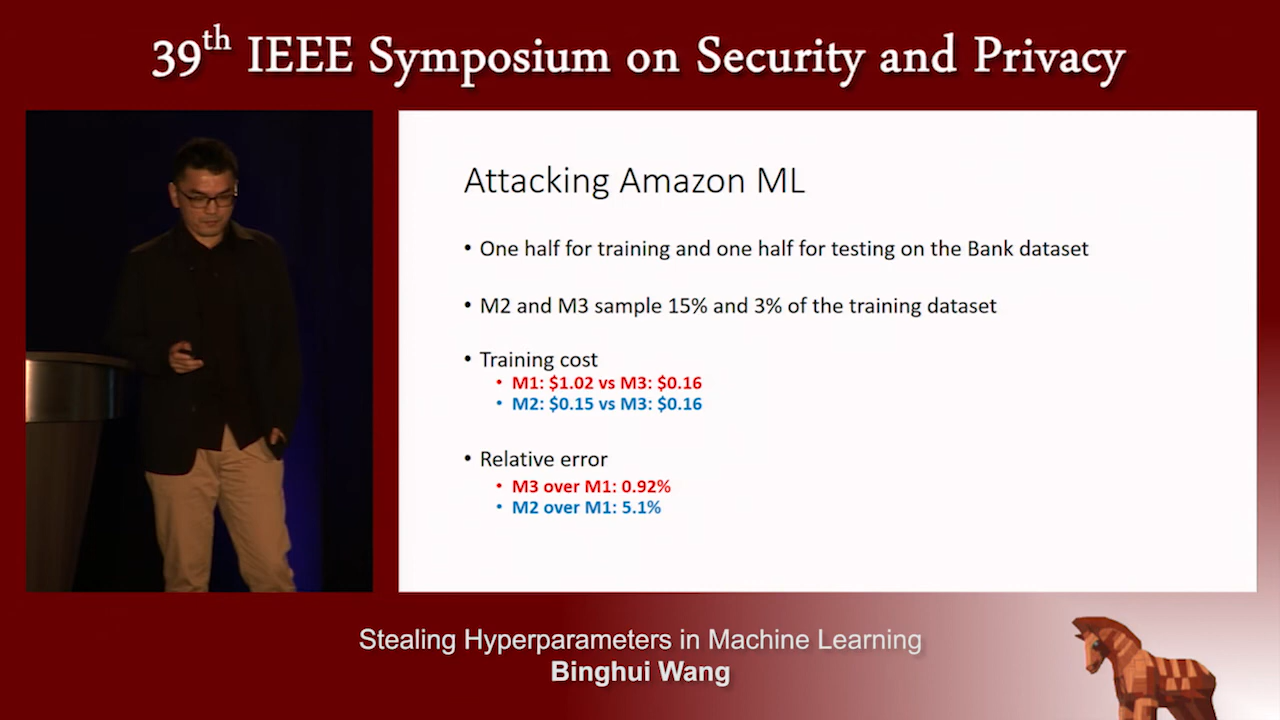 39th IEEE Symposium on Security and Privacy
Attacking Amazon ML
• One half for training and one half for testing on the Bank dataset
• M2 and M3 sample 15% and 3% of the training dataset
• Training cost
• M1: $1.02 vs M3: $0.16
• M2: $0.15 vs M3: $0.16
• Relative error
• M3 over M1: 0.92%
• M2 over M1: 5.1%
Stealing Hyperparameters in Machine Learning
Binghui Wang